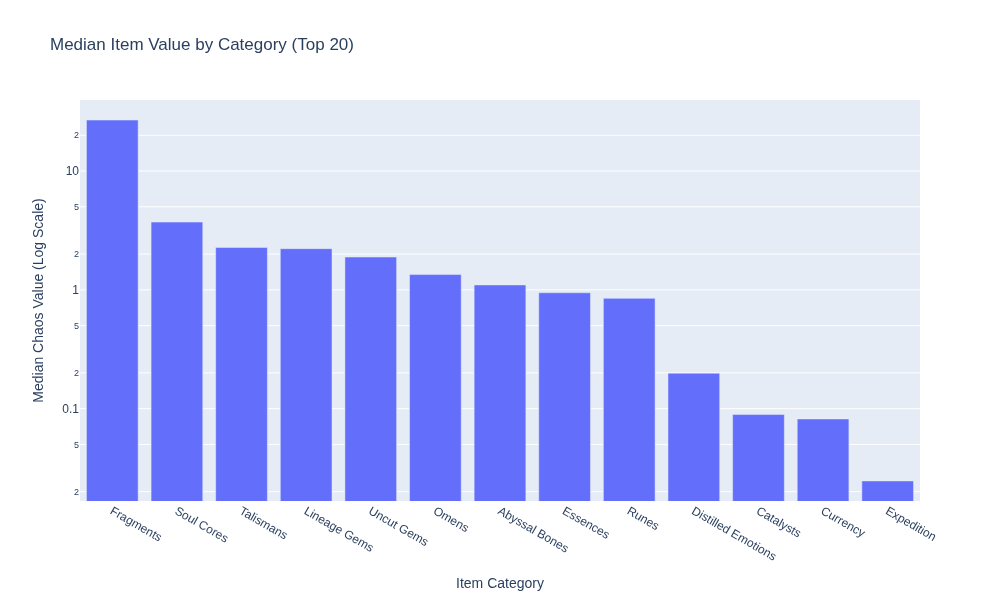 Median Item Value by Category (Top 20)
Median Chaos Value (Log Scale)
2
10
5
2
1
5
2
0.1
5
2
Fragments
Soul Cores
Talismans
Lineage Gems
Uncut Gems
Omens
Abyssal Bones
Essences
Runes
Distilled Emotions
Catalysts
Currency
Expedition
Item Category